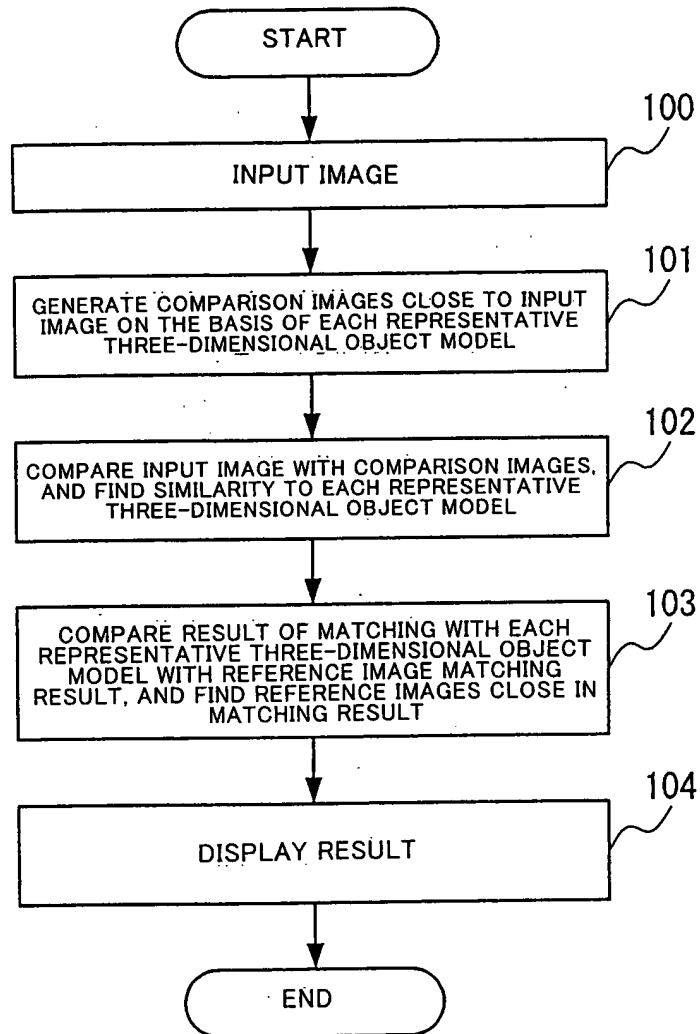 START
100
INPUT IMAGE
101
GENERATE COMPARISON IMAGES CLOSE TO INPUT
IMAGE ON THE BASIS OF EACH REPRESENTATIVE
THREE-DIMENSIONAL OBJECT MODEL
102
COMPARE INPUT IMAGE WITH COMPARISON IMAGES,
AND FIND SIMILARITY TO EACH REPRESENTATIVE
THREE-DIMENSIONAL OBJECT MODEL
103
COMPARE RESULT OF MATCHING WITH EACH
REPRESENTATIVE THREE-DIMENSIONAL OBJECT
MODEL WITH REFERENCE IMAGE MATCHING
RESULT, AND FIND REFERENCE IMAGES CLOSE IN
MATCHING RESULT
104
DISPLAY RESULT
END